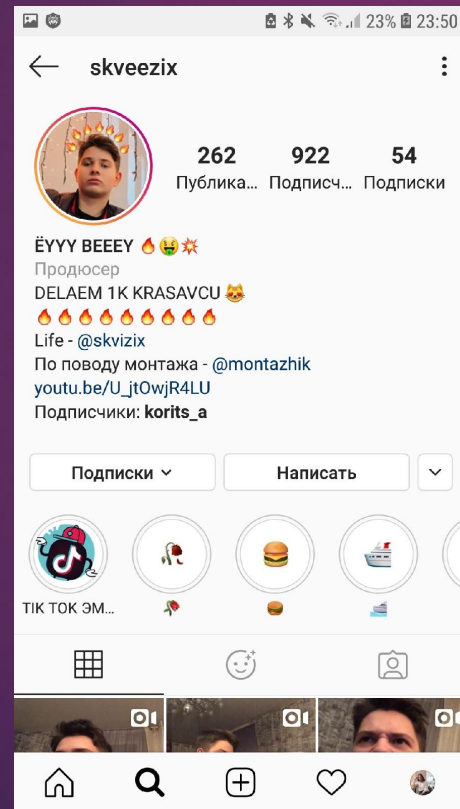 23% 23:50
skveezix
262 922 54
Публика... Подписч... Подписки
ЁYYY BEEEY 🔥🤑💥
Продюсер
DELAEM 1K KRASAVCU 😻
🔥🔥🔥🔥🔥🔥🔥🔥🔥
Life - @skvizix
По поводу монтажа - @montazhik
youtu.be/U_jtOwjR4LU
Подписчики: korits_a
Подписки Написать
TIK TOK ЭМ...